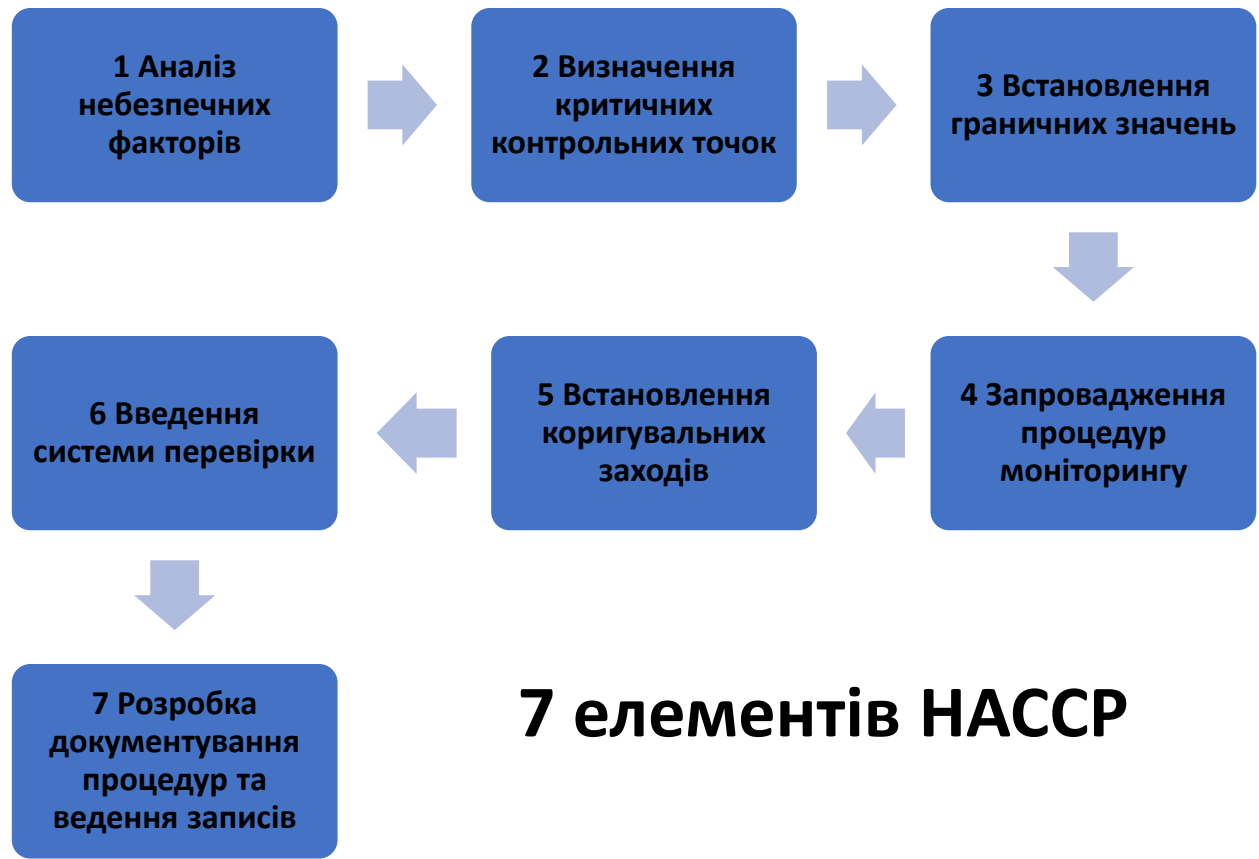 1 Аналіз
небезпечних
факторів
2 Визначення
критичних
контрольних точок
3 Встановлення
граничних значень
4 Запровадження
процедур
моніторингу
5 Встановлення
коригувальних
заходів
6 Введення
системи перевірки
7 Розробка
документування
процедур та
ведення записів
7 елементів НАССР